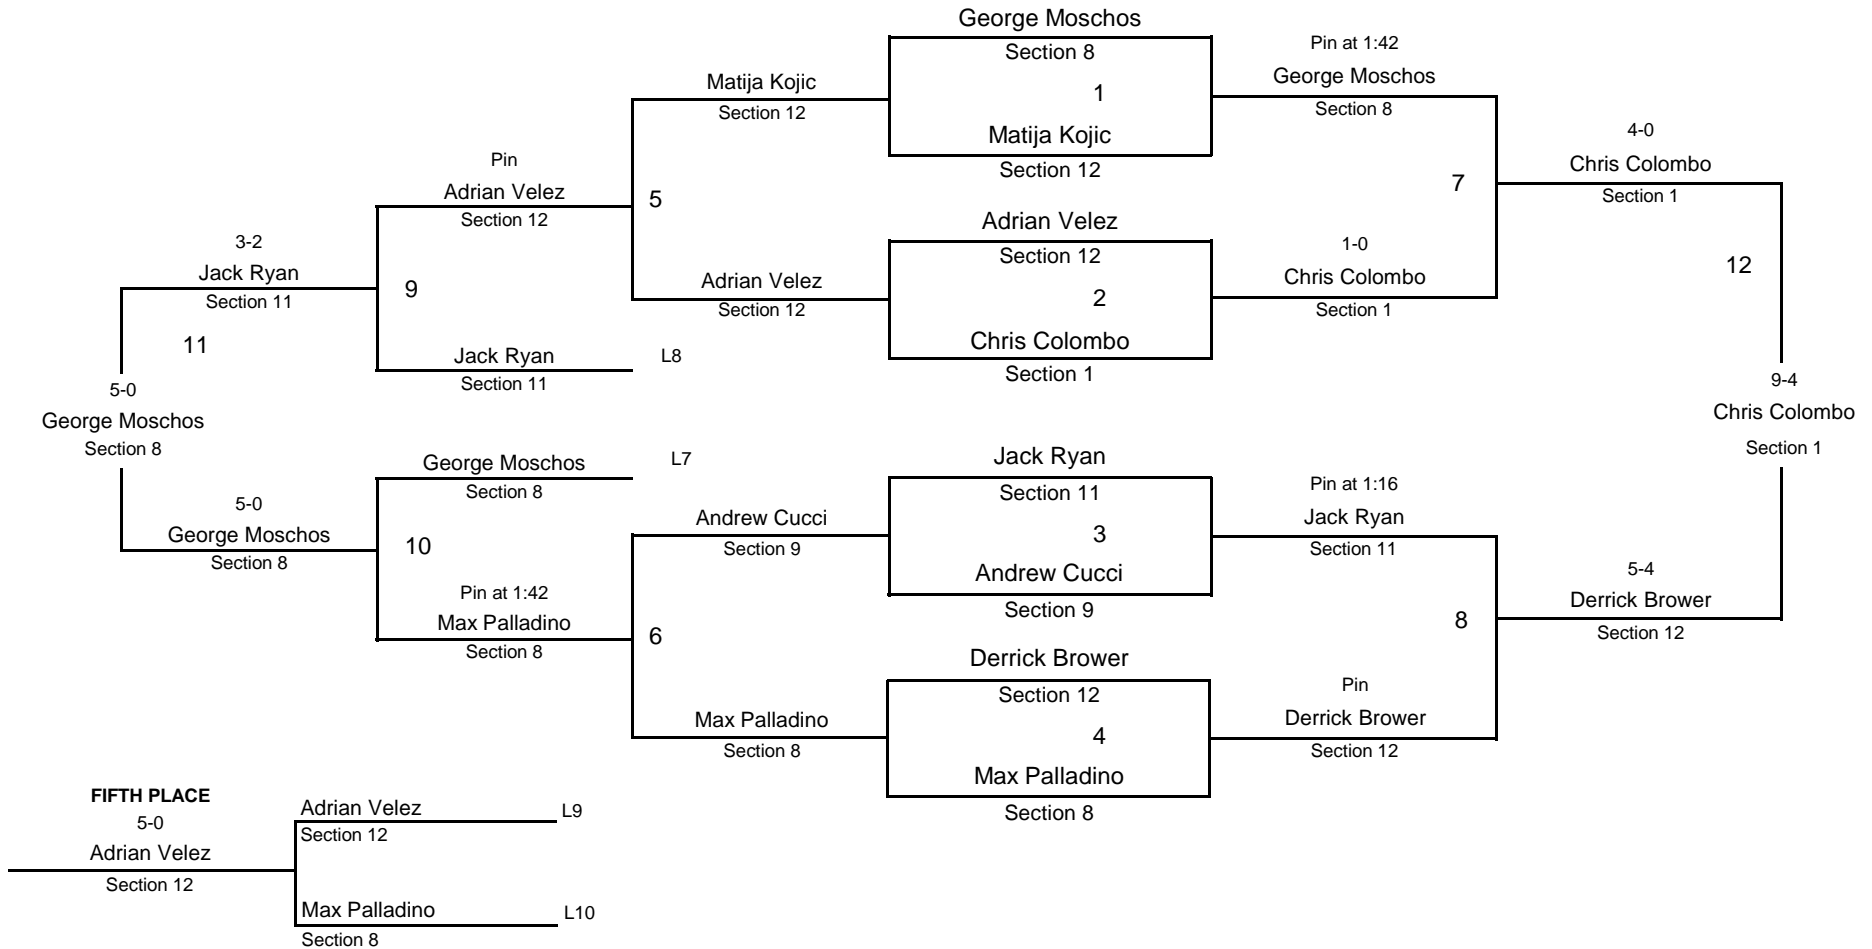 George Moschos
Section 8
1
Matija Kojic
Section 12
Adrian Velez
Section 12
2
Chris Colombo
Section 1
Jack Ryan
Section 11
3
Andrew Cucci
Section 9
Derrick Brower
Section 12
4
Max Palladino
Section 8
Pin at 1:42
George Moschos
Section 8
7
1-0
Chris Colombo
Section 1
Pin at 1:16
Jack Ryan
Section 11
8
Pin
Derrick Brower
Section 12
4-0
Chris Colombo
Section 1
12
5-4
Derrick Brower
Section 12
9-4
Chris Colombo
Section 1
Matija Kojic
Section 12
5
Adrian Velez
Section 12
Andrew Cucci
Section 9
6
Max Palladino
Section 8
Pin
Adrian Velez
Section 12
9
Jack Ryan
L8
Section 11
George Moschos
L7
Section 8
10
Pin at 1:42
Max Palladino
Section 8
3-2
Jack Ryan
Section 11
11
5-0
George Moschos
Section 8
5-0
George Moschos
Section 8
FIFTH PLACE
5-0
Adrian Velez
Section 12
Adrian Velez
L9
Section 12
Max Palladino
L10
Section 8